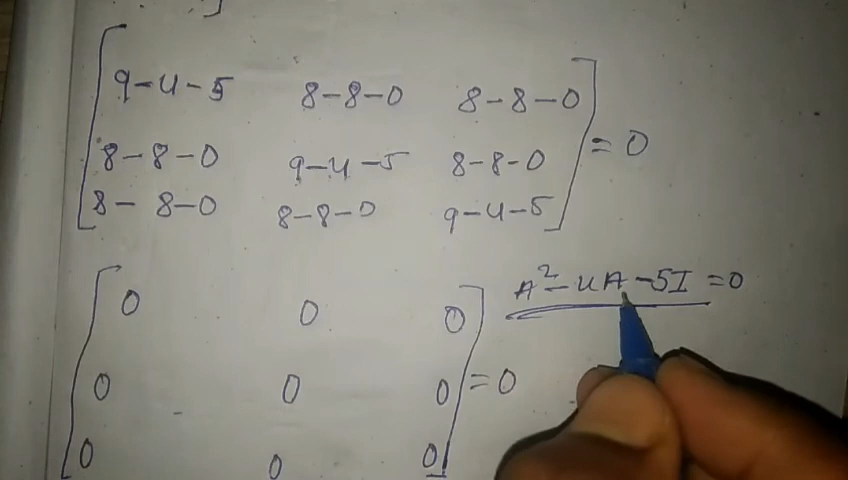 9-4-5 8-8-0 8-8-0
8-8-0 9-4-5 8-8-0 = 0
8-8-0 8-8-0 9-4-5
A²-4A-5I = 0
0 0 0
0 0 0 = 0
0 0 0